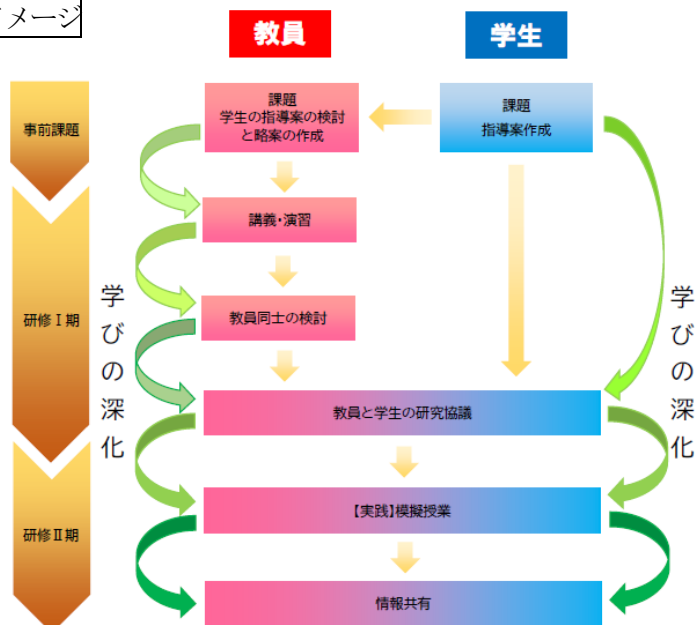 メージ
教員
学生
事前課題
課題
学生の指導案の検討
と略案の作成
課題
指導案作成
講義・演習
研修Ⅰ期
学びの深化
教員同士の検討
学びの深化
教員と学生の研究協議
【実践】模擬授業
研修Ⅱ期
情報共有